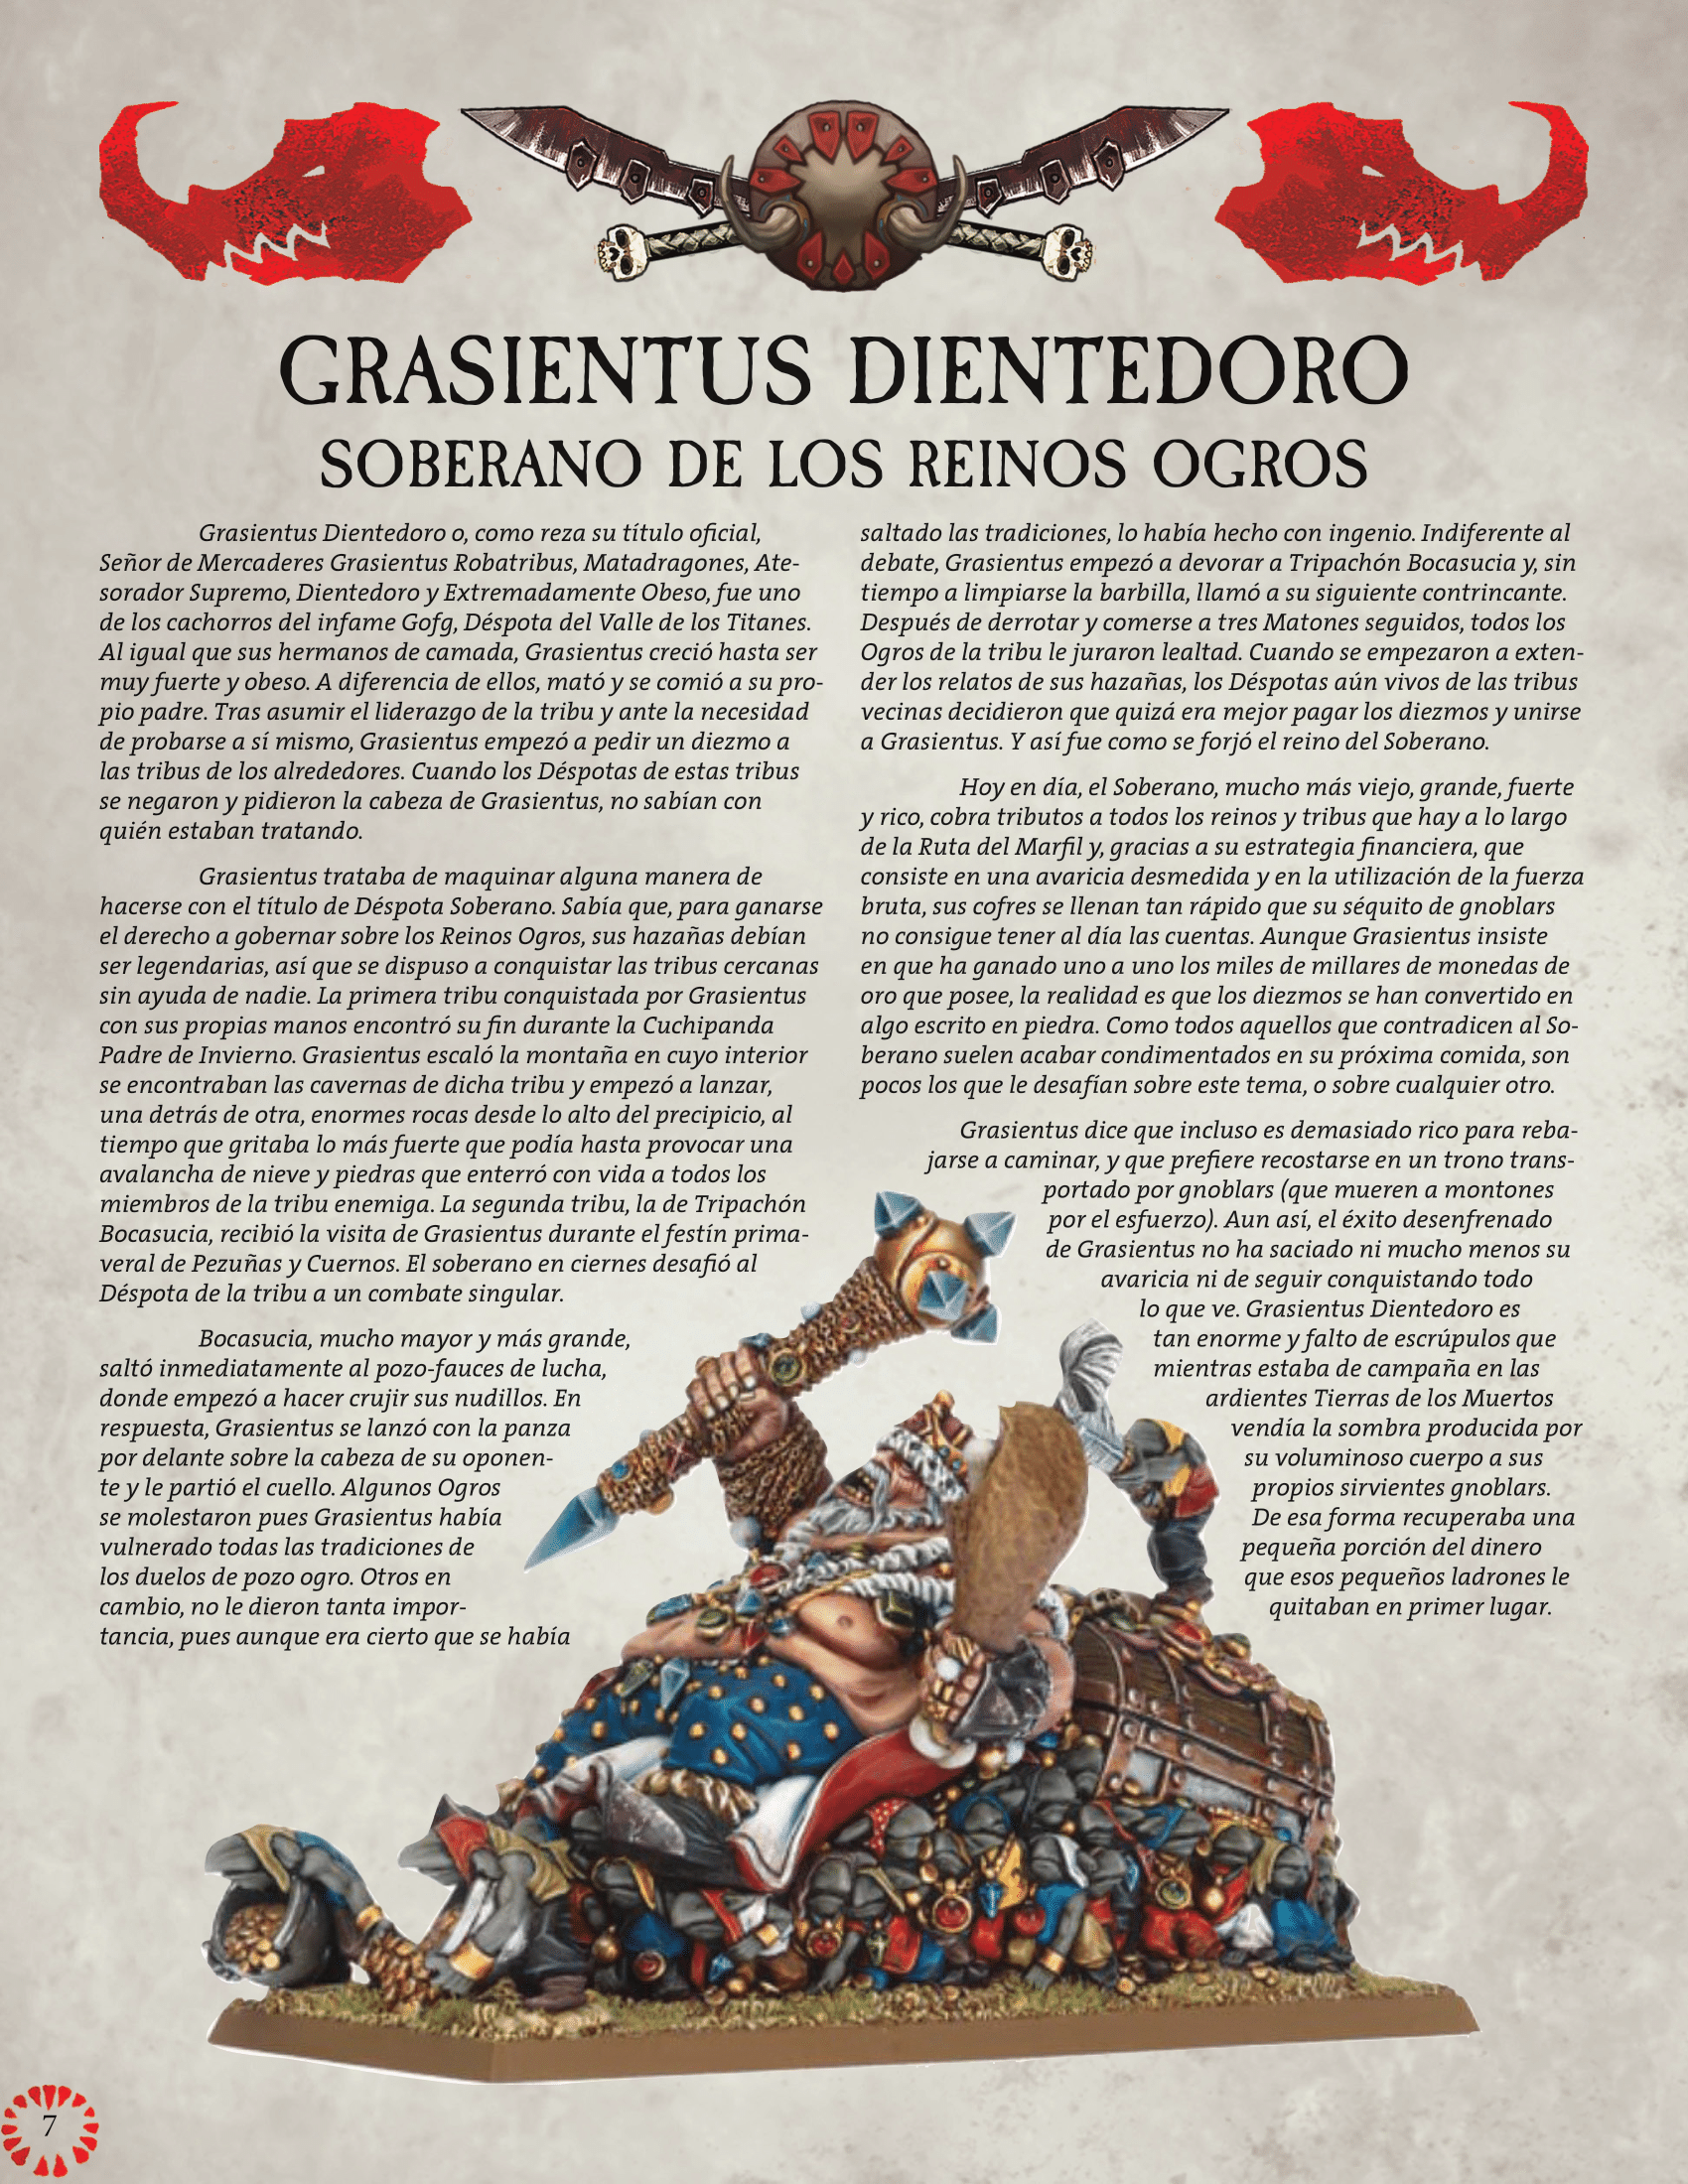 GRASIENTUS DIENTEDORO
SOBERANO DE LOS REINOS OGROS
Grasientus Dientedoro o, como reza su título oficial,
Señor de Mercaderes Grasientus Robatribus, Matadragones, Ate-
sorador Supremo, Dientedoro y Extremadamente Obeso, fue uno
de los cachorros del infame Gofg, Déspota del Valle de los Titanes.
Al igual que sus hermanos de camada, Grasientus creció hasta ser
muy fuerte y obeso. A diferencia de ellos, mató y se comió a su pro-
pio padre. Tras asumir el liderazgo de la tribu y ante la necesidad
de probarse a sí mismo, Grasientus empezó a pedir un diezmo a
las tribus de los alrededores. Cuando los Déspotas de estas tribus
se negaron y pidieron la cabeza de Grasientus, no sabían con
quién estaban tratando.
Grasientus trataba de maquinar alguna manera de
hacerse con el título de Déspota Soberano. Sabía que, para ganarse
el derecho a gobernar sobre los Reinos Ogros, sus hazañas debían
ser legendarias, así que se dispuso a conquistar las tribus cercanas
sin ayuda de nadie. La primera tribu conquistada por Grasientus
con sus propias manos encontró su fin durante la Cuchipanda
Padre de Invierno. Grasientus escaló la montaña en cuyo interior
se encontraban las cavernas de dicha tribu y empezó a lanzar,
una detrás de otra, enormes rocas desde lo alto del precipicio, al
tiempo que gritaba lo más fuerte que podía hasta provocar una
avalancha de nieve y piedras que enterró con vida a todos los
miembros de la tribu enemiga. La segunda tribu, la de Tripachón
Bocasucia, recibió la visita de Grasientus durante el festín prima-
veral de Pezuñas y Cuernos. El soberano en ciernes desafió al
Déspota de la tribu a un combate singular.
Bocasucia, mucho mayor y más grande,
saltó inmediatamente al pozo-fauces de lucha,
donde empezó a hacer crujir sus nudillos. En
respuesta, Grasientus se lanzó con la panza
por delante sobre la cabeza de su oponen-
te y le partió el cuello. Algunos Ogros
se molestaron pues Grasientus había
vulnerado todas las tradiciones de
los duelos de pozo ogro. Otros en
cambio, no le dieron tanta impor-
tancia, pues aunque era cierto que se había
saltado las tradiciones, lo había hecho con ingenio. Indiferente al
debate, Grasientus empezó a devorar a Tripachón Bocasucia y, sin
tiempo a limpiarse la barbilla, llamó a su siguiente contrincante.
Después de derrotar y comerse a tres Matones seguidos, todos los
Ogros de la tribu le juraron lealtad. Cuando se empezaron a exten-
der los relatos de sus hazañas, los Déspotas aún vivos de las tribus
vecinas decidieron que quizá era mejor pagar los diezmos y unirse
a Grasientus. Y así fue como se forjó el reino del Soberano.
Hoy en día, el Soberano, mucho más viejo, grande, fuerte
y rico, cobra tributos a todos los reinos y tribus que hay a lo largo
de la Ruta del Marfil y, gracias a su estrategia financiera, que
consiste en una avaricia desmedida y en la utilización de la fuerza
bruta, sus cofres se llenan tan rápido que su séquito de gnoblars
no consigue tener al día las cuentas. Aunque Grasientus insiste
en que ha ganado uno a uno los miles de millares de monedas de
oro que posee, la realidad es que los diezmos se han convertido en
algo escrito en piedra. Como todos aquellos que contradicen al So-
berano suelen acabar condimentados en su próxima comida, son
pocos los que le desafían sobre este tema, o sobre cualquier otro.
Grasientus dice que incluso es demasiado rico para reba-
jarse a caminar, y que prefiere recostarse en un trono trans-
portado por gnoblars (que mueren a montones
por el esfuerzo). Aun así, el éxito desenfrenado
de Grasientus no ha saciado ni mucho menos su
avaricia ni de seguir conquistando todo
lo que ve. Grasientus Dientedoro es
tan enorme y falto de escrúpulos que
mientras estaba de campaña en las
ardientes Tierras de los Muertos
vendía la sombra producida por
su voluminoso cuerpo a sus
propios sirvientes gnoblars.
De esa forma recuperaba una
pequeña porción del dinero
que esos pequeños ladrones le
quitaban en primer lugar.
7